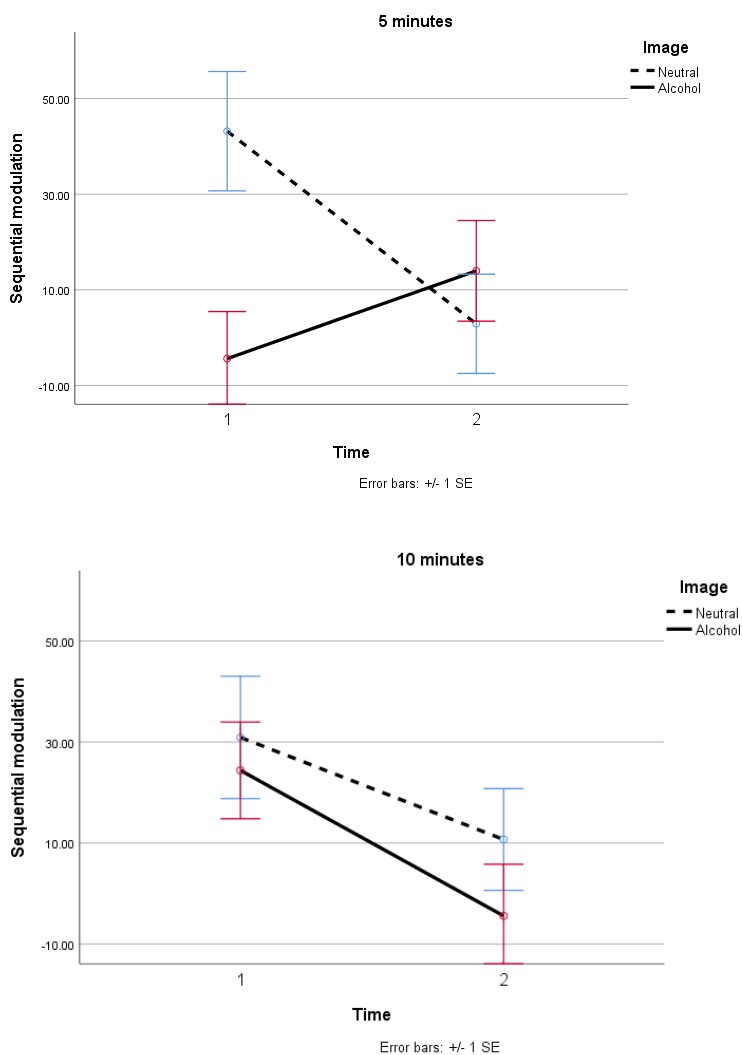 5 minutes
Image
Neutral
Alcohol
Sequential modulation
50.00
30.00
10.00
-10.00
1
2
Time
Error bars: +/- 1 SE
10 minutes
Image
Neutral
Alcohol
Sequential modulation
50.00
30.00
10.00
-10.00
1
2
Time
Error bars: +/- 1 SE